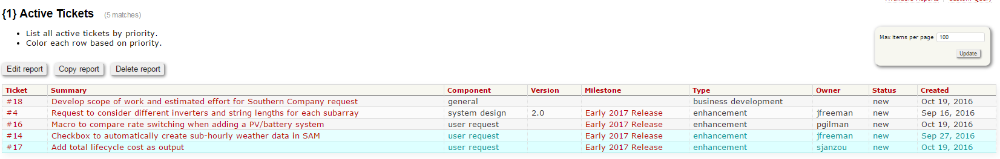 {1} Active Tickets (5 matches)
List all active tickets by priority.
Color each row based on priority.
Max items per page 100
Update
Edit report Copy report Delete report
Ticket Summary Component Version Milestone Type Owner Status Created
#18 Develop scope of work and estimated effort for Southern Company request general business development new Oct 19, 2016
#4 Request to consider different inverters and string lengths for each subarray system design 2.0 Early 2017 Release enhancement jfreeman new Sep 16, 2016
#16 Macro to compare rate switching when adding a PV/battery system user request Early 2017 Release enhancement pgilman new Oct 19, 2016
#14 Checkbox to automatically create sub-hourly weather data in SAM user request Early 2017 Release enhancement jfreeman new Sep 27, 2016
#17 Add total lifecycle cost as output user request Early 2017 Release enhancement sjanzou new Oct 19, 2016